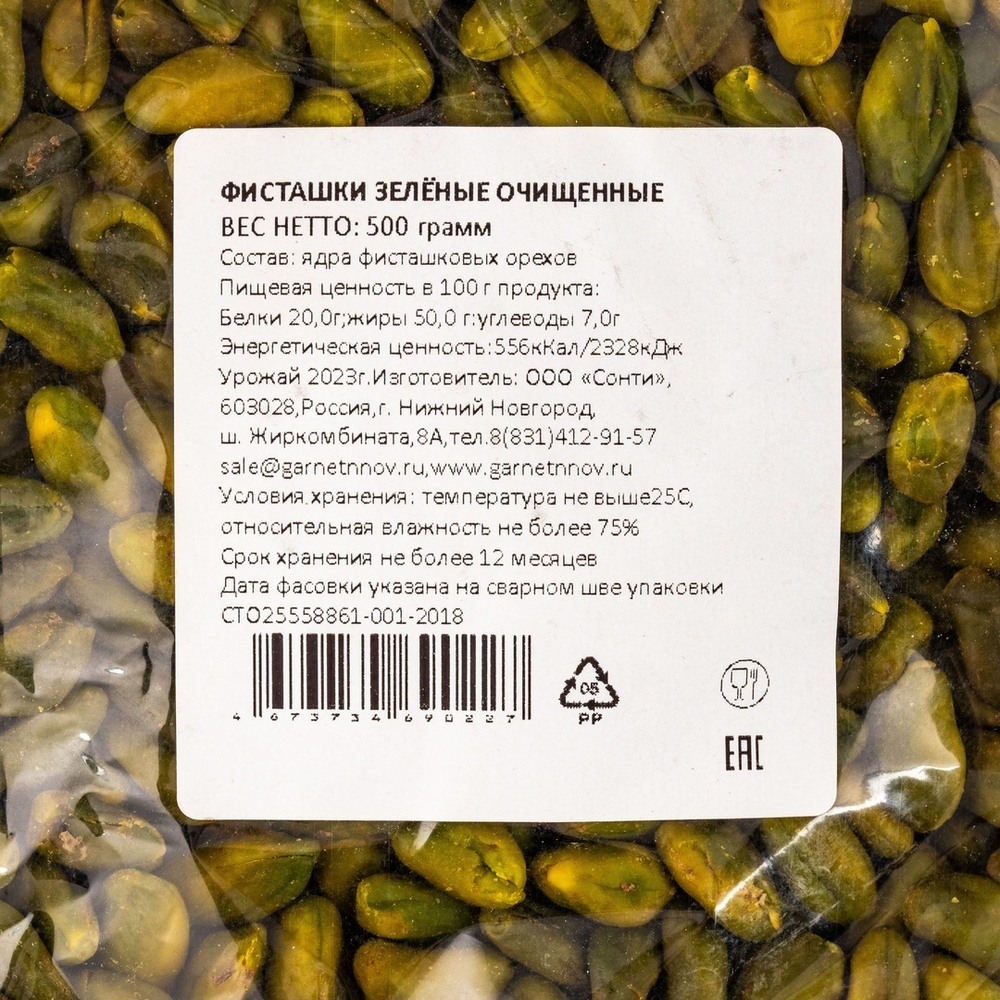 ФИСТАШКИ ЗЕЛЁНЫЕ ОЧИЩЕННЫЕ
ВЕС НЕТТО: 500 грамм
Состав: ядра фисташковых орехов
Пищевая ценность в 100 г продукта:
Белки 20,0г;жиры 50,0 г:углеводы 7,0г
Энергетическая ценность:556кКал/2328кДж
Урожай 2023г.Изготовитель: ООО «Сонти»,
603028,Россия,г. Нижний Новгород,
ш. Жиркомбината,8А,тел.8(831)412-91-57
sale@garnetnnov.ru,www.garnetnnov.ru
Условия хранения: температура не выше25С,
относительная влажность не более 75%
Срок хранения не более 12 месяцев
Дата фасовки указана на сварном шве упаковки
СТО25558861-001-2018
4 673734 690227
05
PP
EAC